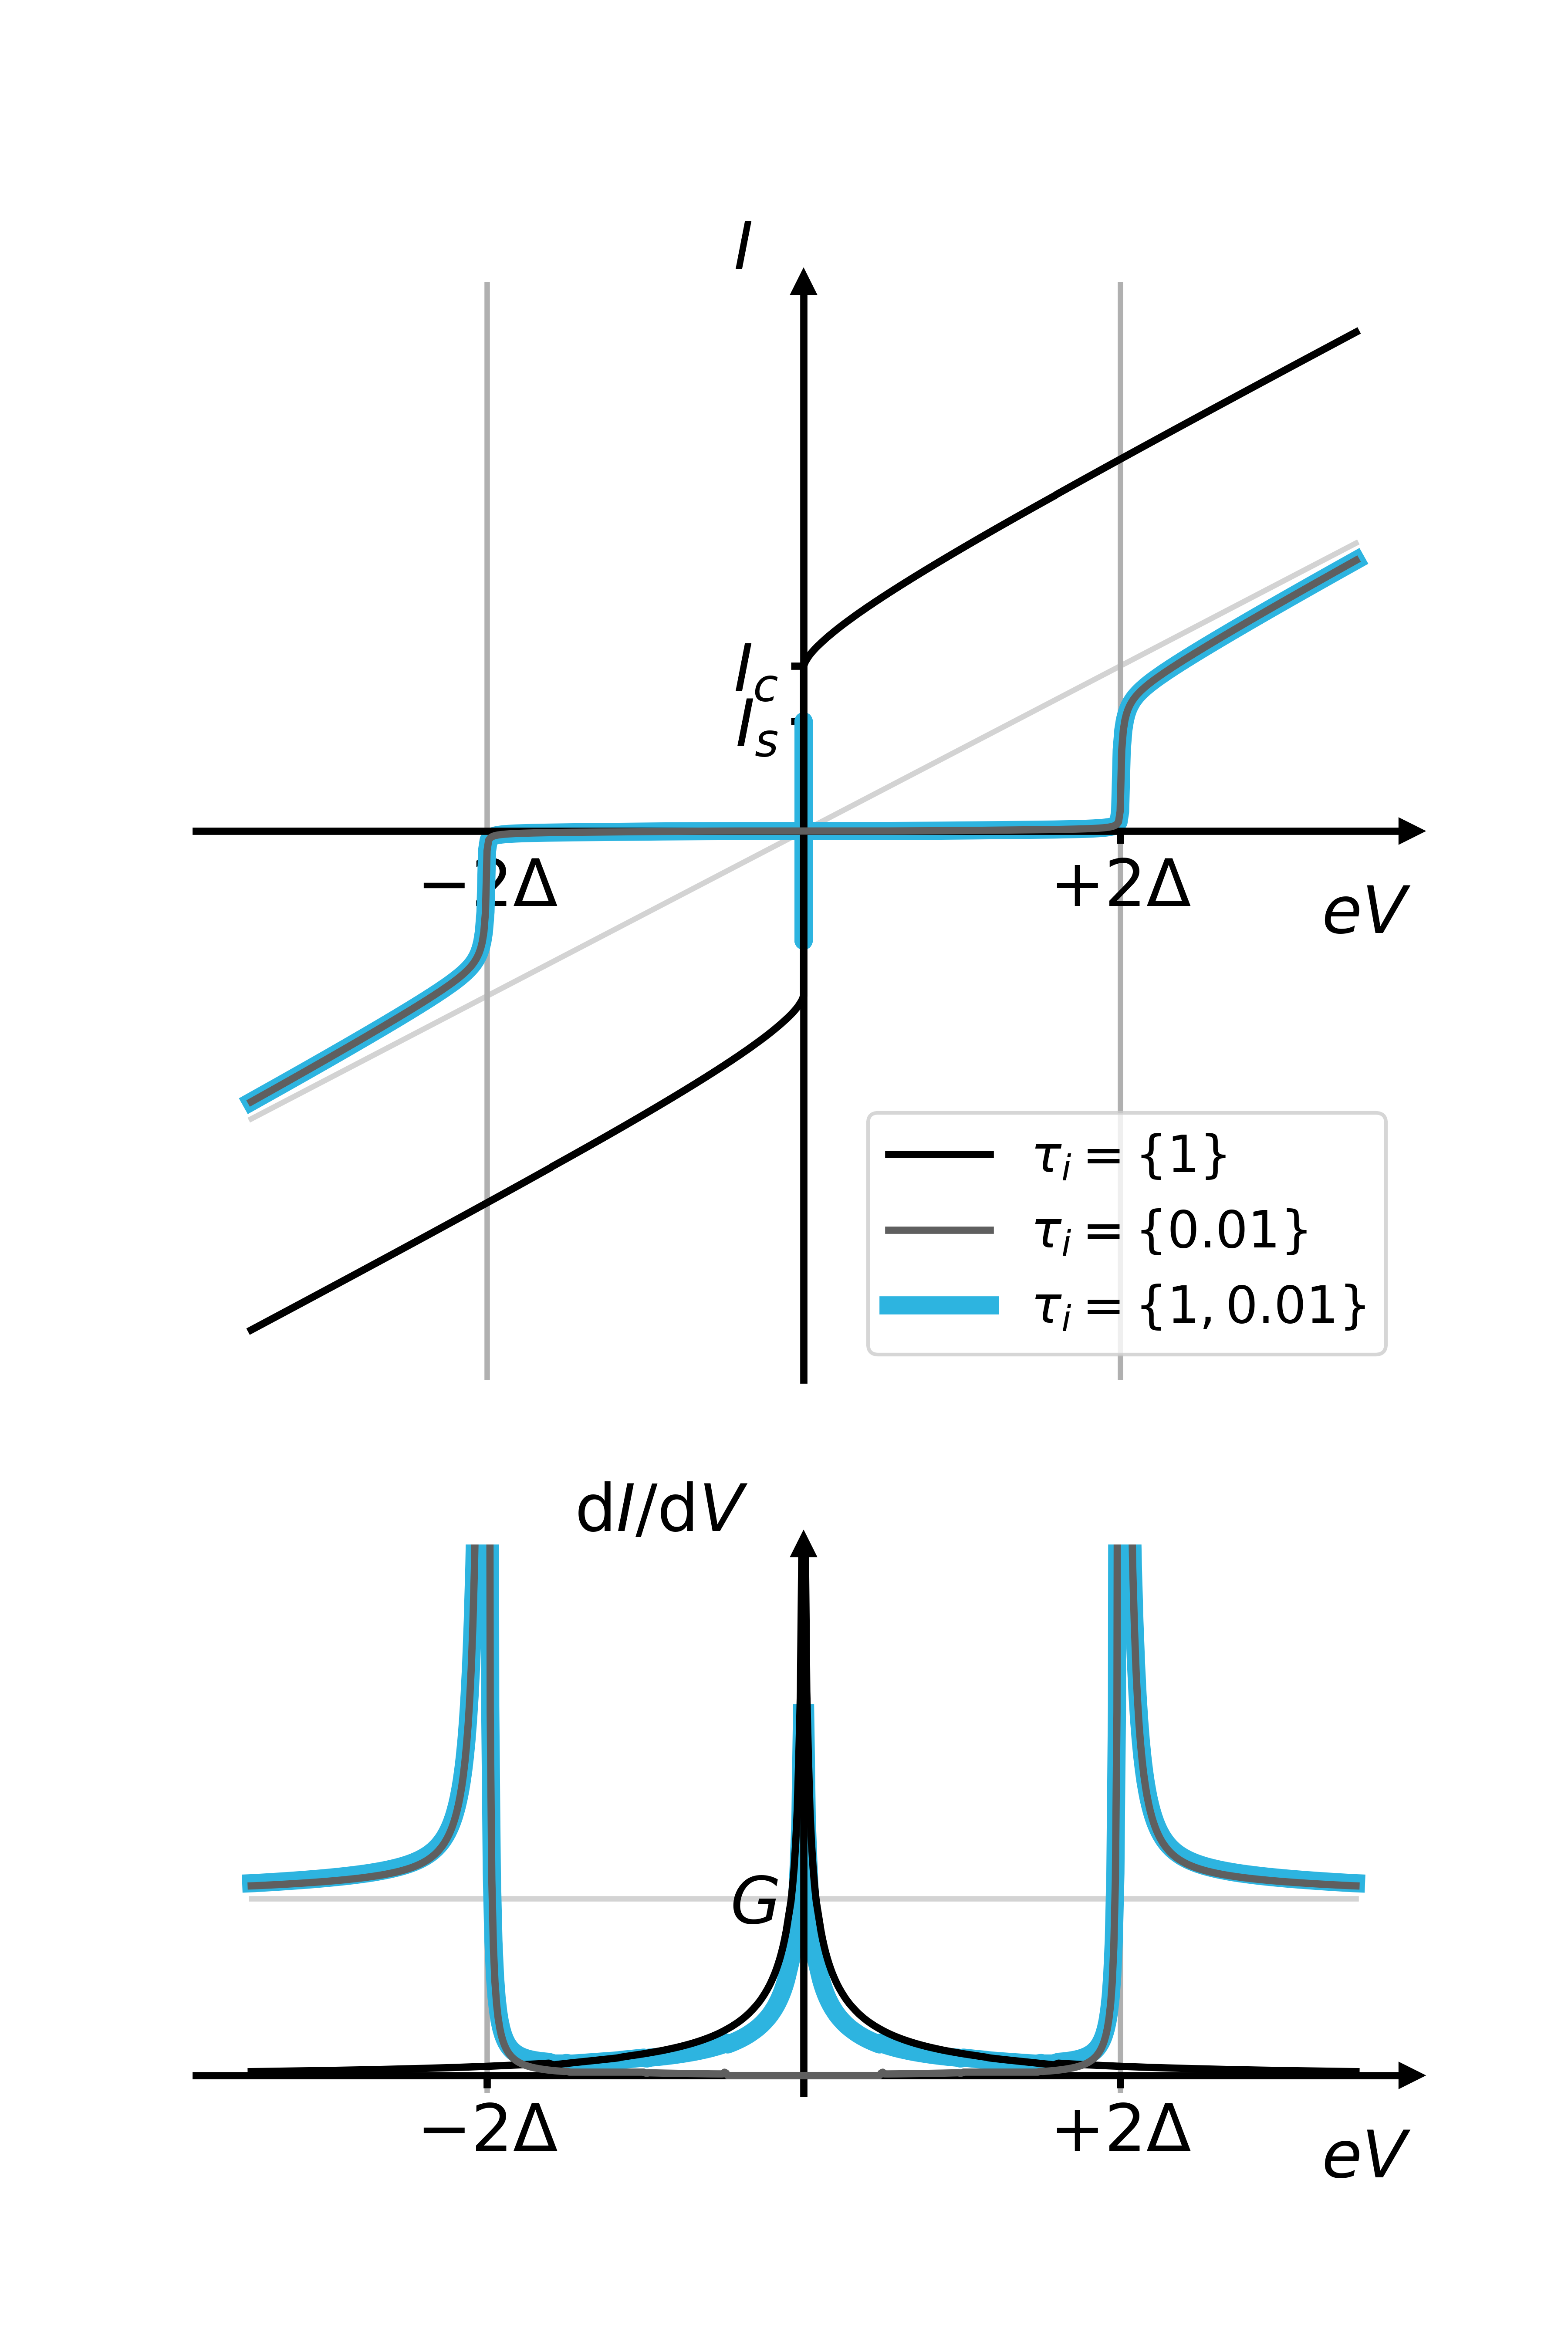 I
I_c
I_s
−2Δ +2Δ
eV
τ_i = {1}
τ_i = {0.01}
τ_i = {1, 0.01}
dI/dV
G
−2Δ +2Δ
eV